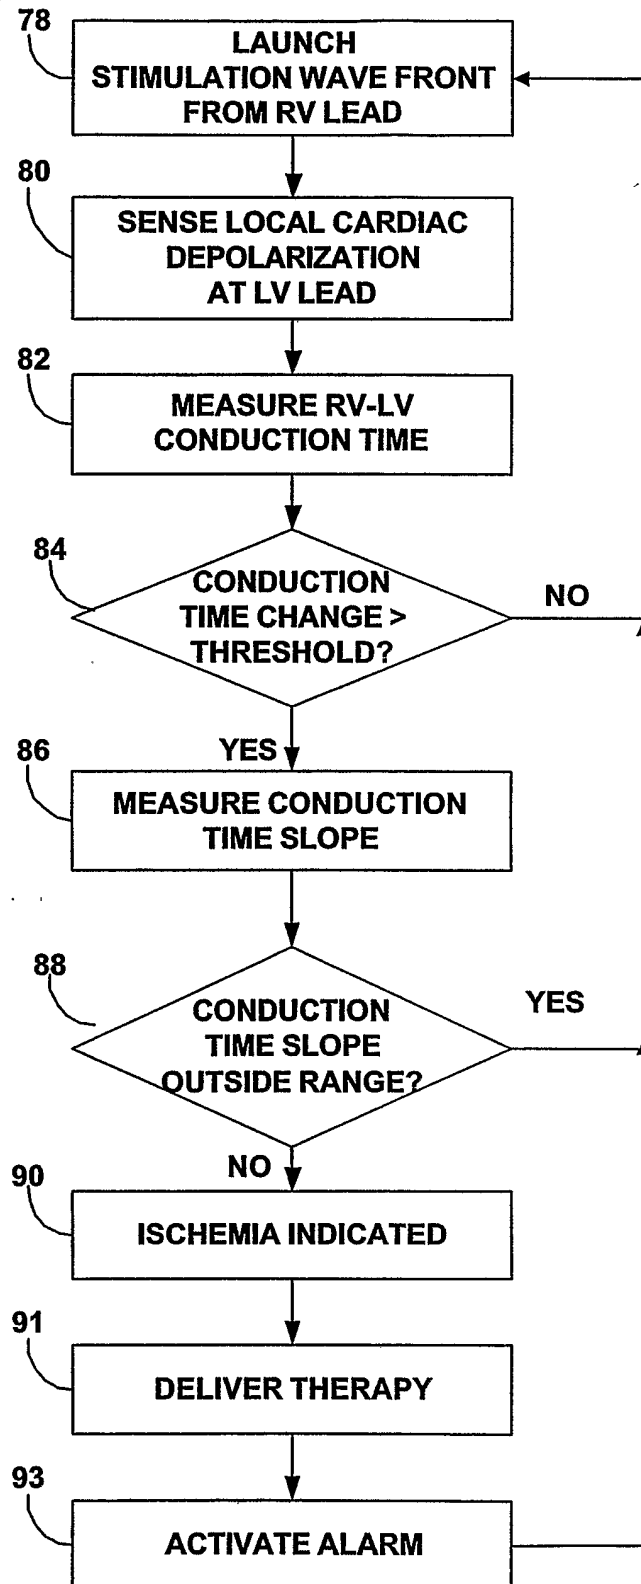 78
LAUNCH
STIMULATION WAVE FRONT
FROM RV LEAD
80
SENSE LOCAL CARDIAC
DEPOLARIZATION
AT LV LEAD
82
MEASURE RV-LV
CONDUCTION TIME
84
CONDUCTION
TIME CHANGE >
THRESHOLD?
NO
YES
86
MEASURE CONDUCTION
TIME SLOPE
88
CONDUCTION
TIME SLOPE
OUTSIDE RANGE?
YES
NO
90
ISCHEMIA INDICATED
91
DELIVER THERAPY
93
ACTIVATE ALARM